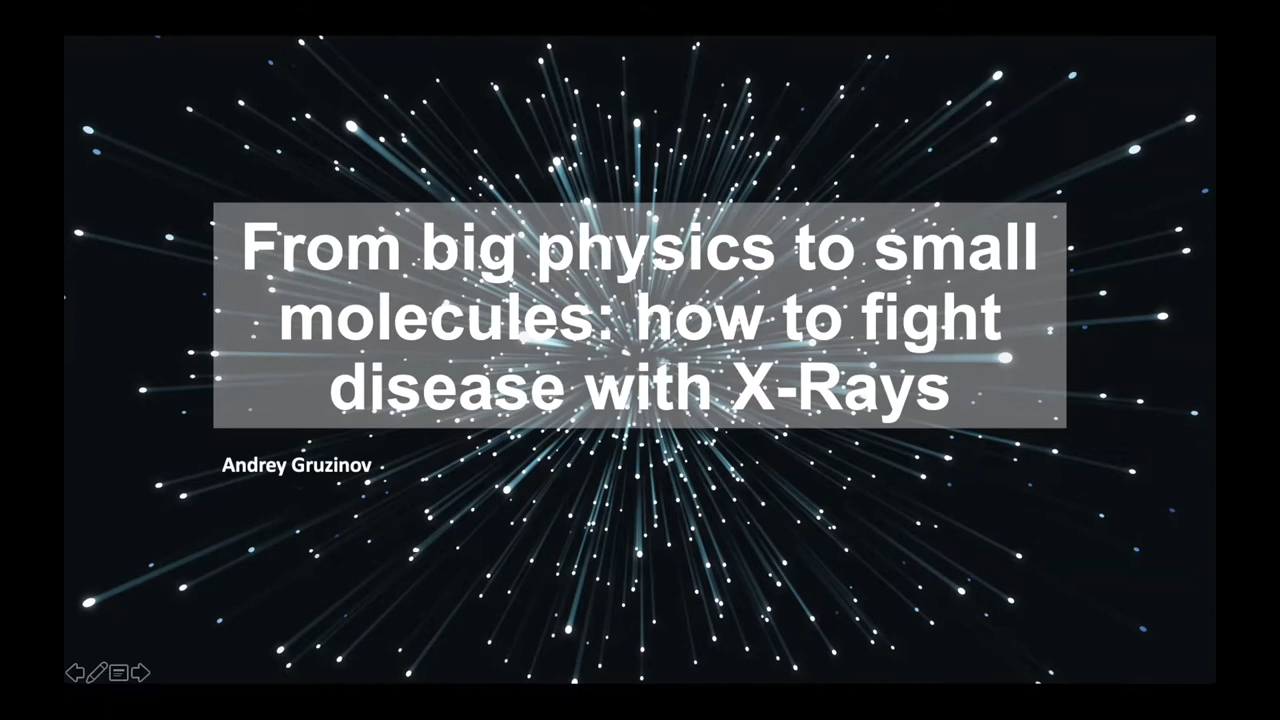 From big physics to small
molecules: how to fight
disease with X-Rays
Andrey Gruzinov